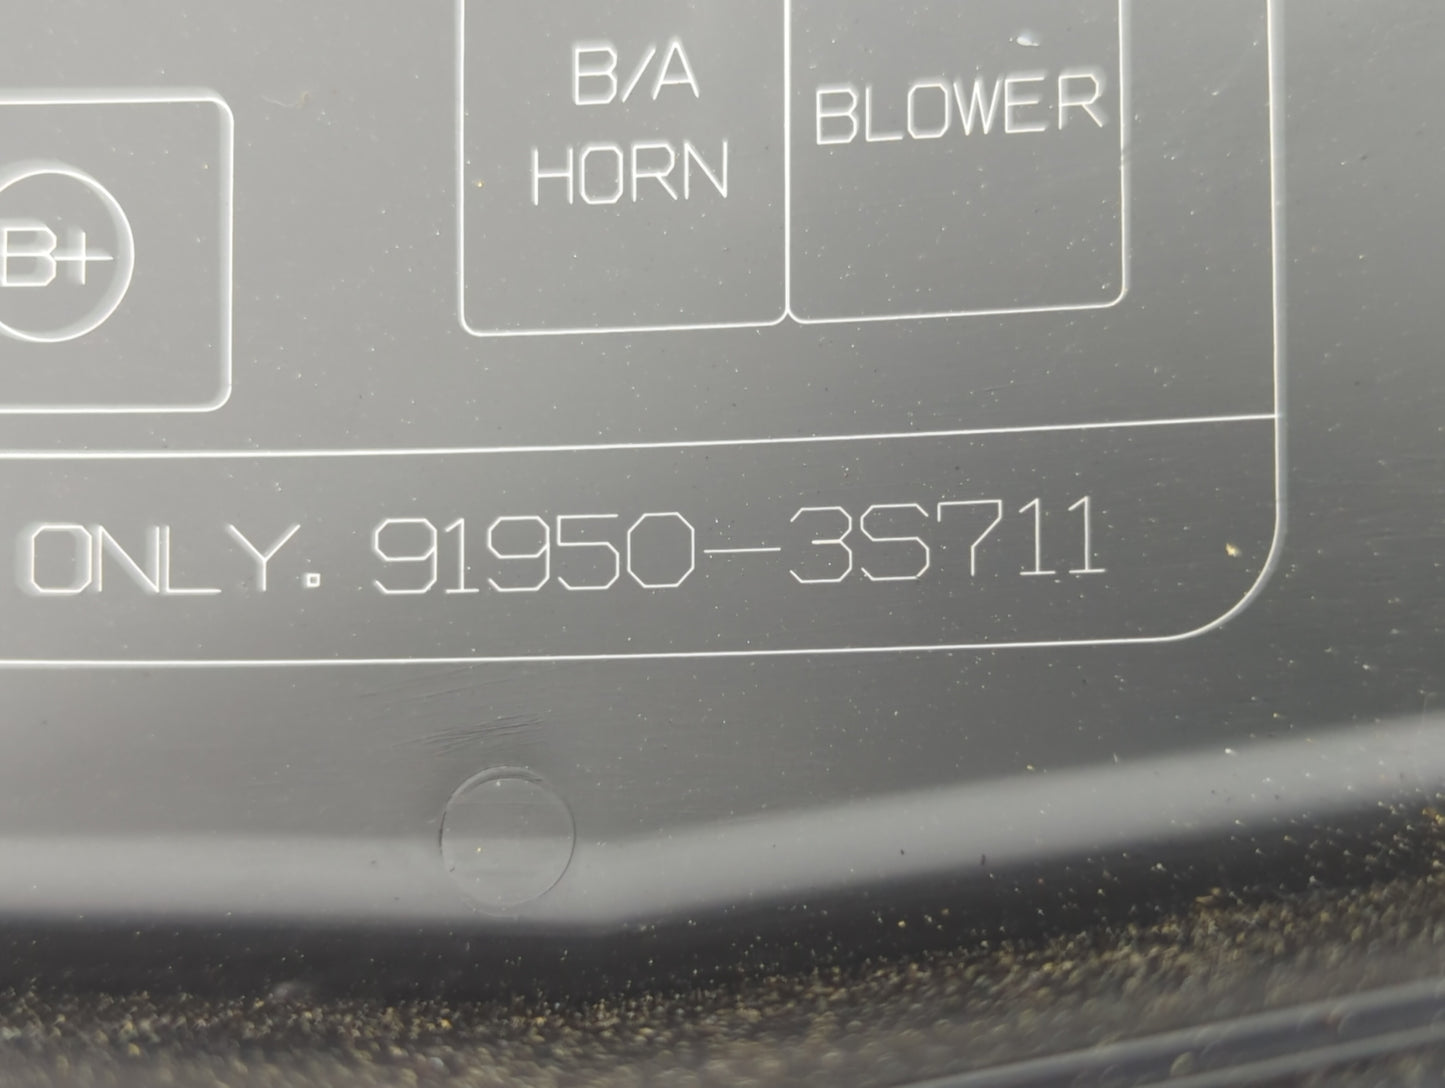 B/A
HORN
BLOWER
B+
ONLY. 91950-3S711